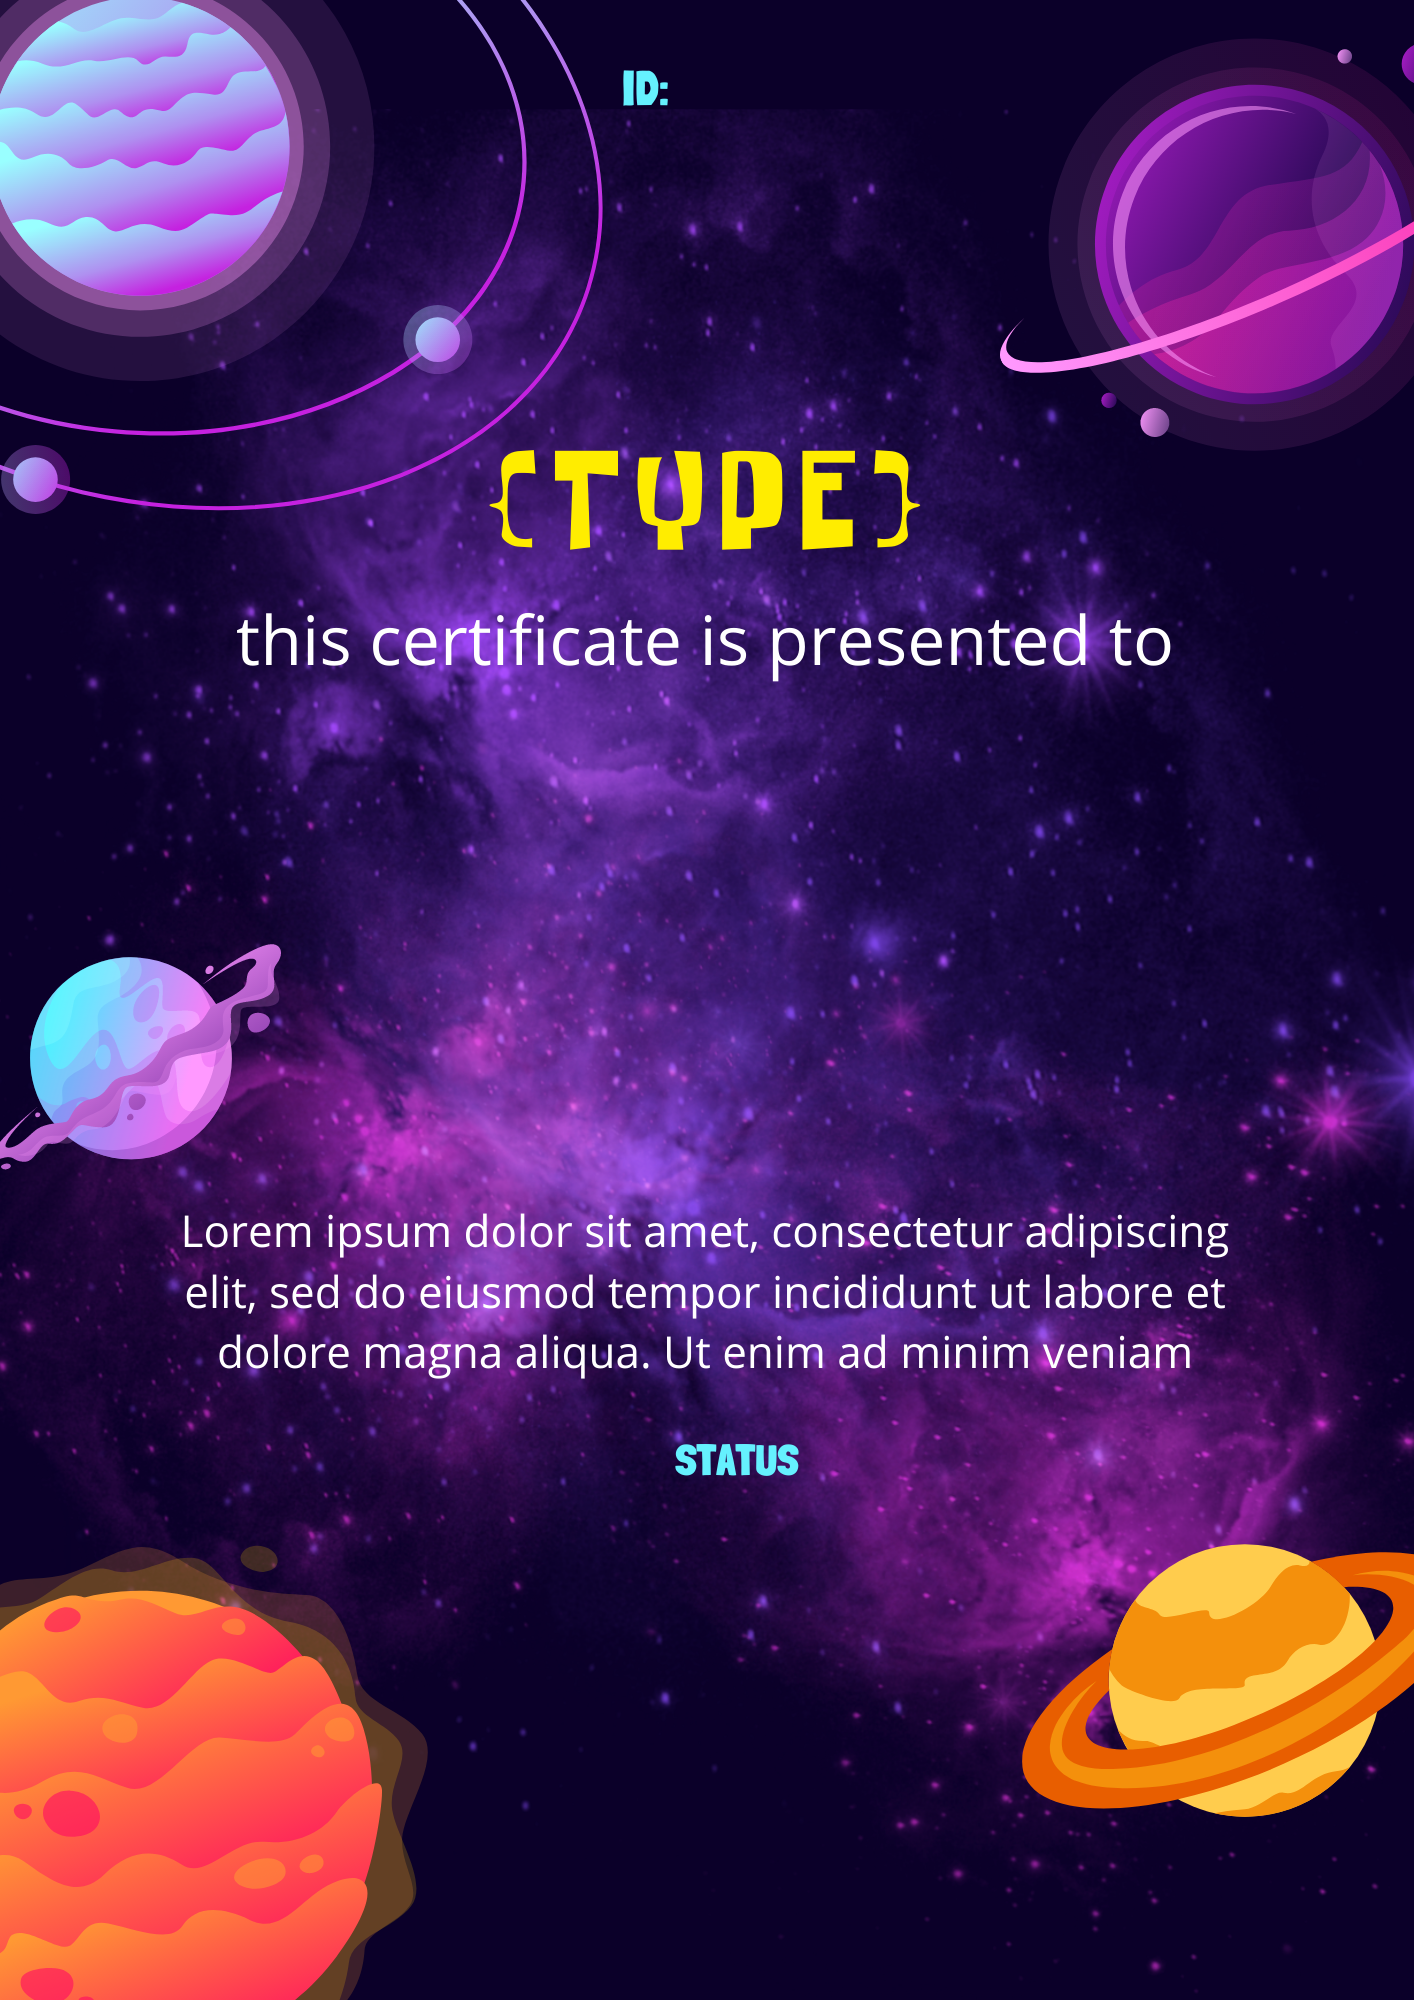 ID:
{TYPE}
this certificate is presented to
Lorem ipsum dolor sit amet, consectetur adipiscing
elit, sed do eiusmod tempor incididunt ut labore et
dolore magna aliqua. Ut enim ad minim veniam
STATUS